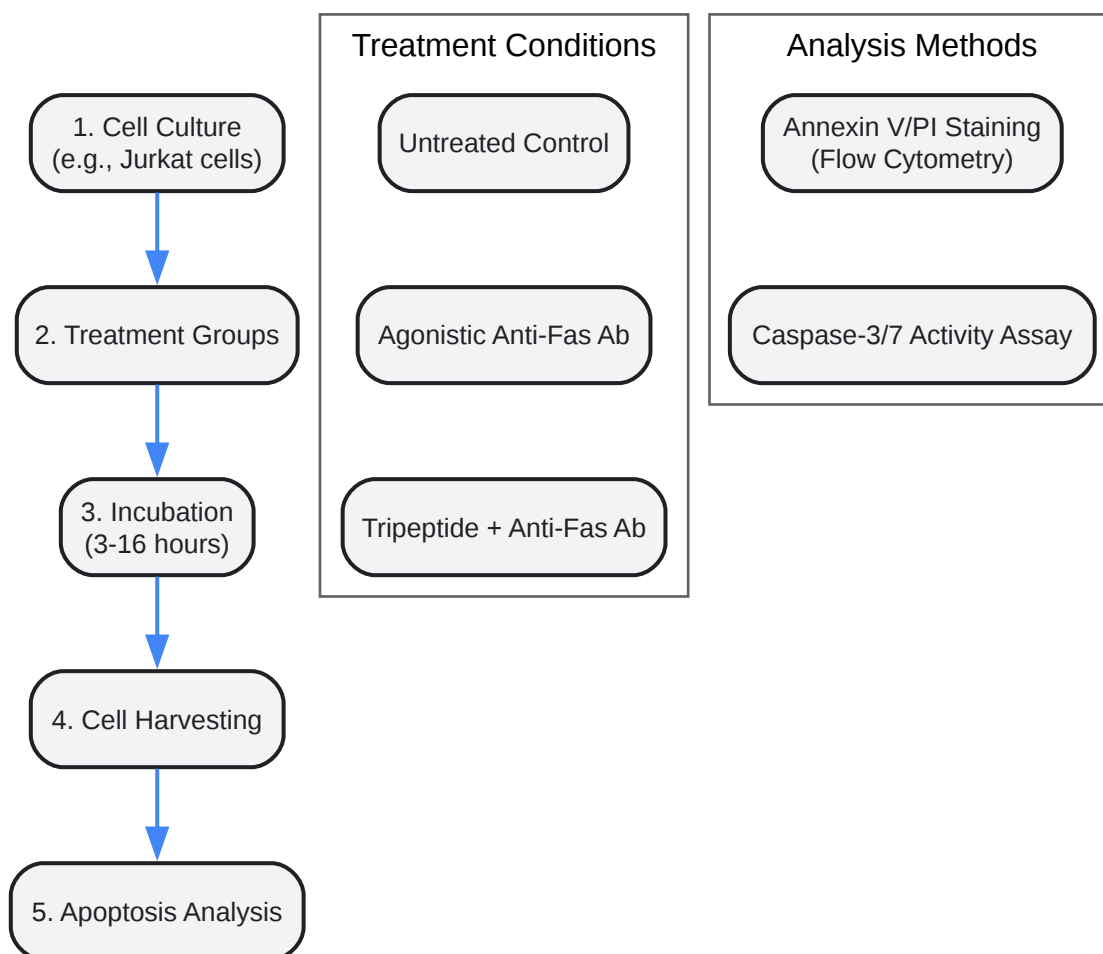 1. Cell Culture
(e.g., Jurkat cells)
2. Treatment Groups
3. Incubation
(3-16 hours)
4. Cell Harvesting
5. Apoptosis Analysis
Treatment Conditions
Untreated Control
Agonistic Anti-Fas Ab
Tripeptide + Anti-Fas Ab
Analysis Methods
Annexin V/PI Staining
(Flow Cytometry)
Caspase-3/7 Activity Assay